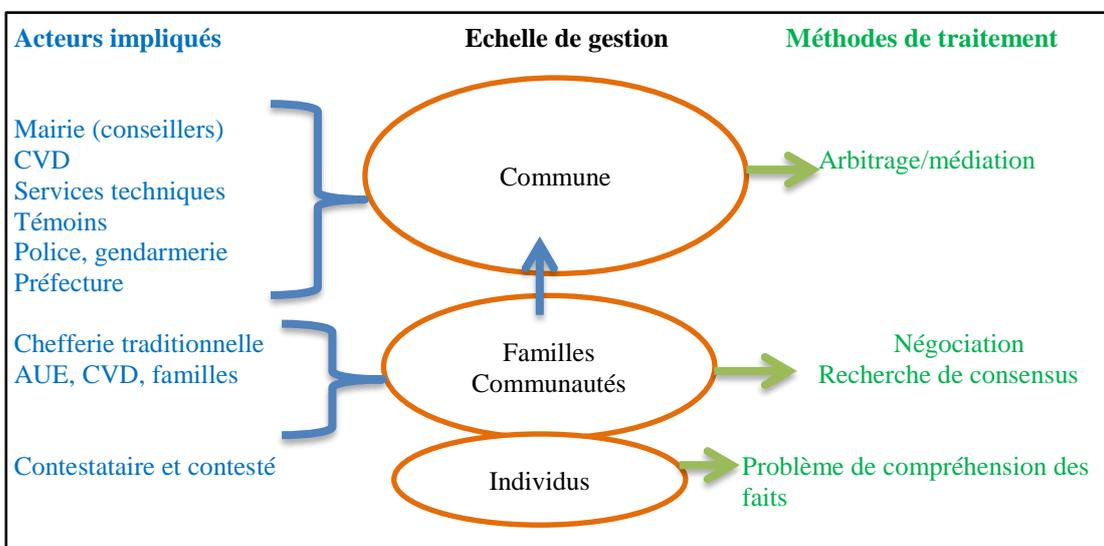 Acteurs impliqués
Echelle de gestion
Méthodes de traitement
Mairie (conseillers)
CVD
Services techniques
Témoins
Police, gendarmerie
Préfecture
Commune
Arbitrage/médiation
Chefferie traditionnelle
AUE, CVD, familles
Familles
Communautés
Négociation
Recherche de consensus
Contestataire et contesté
Individus
Problème de compréhension des
faits